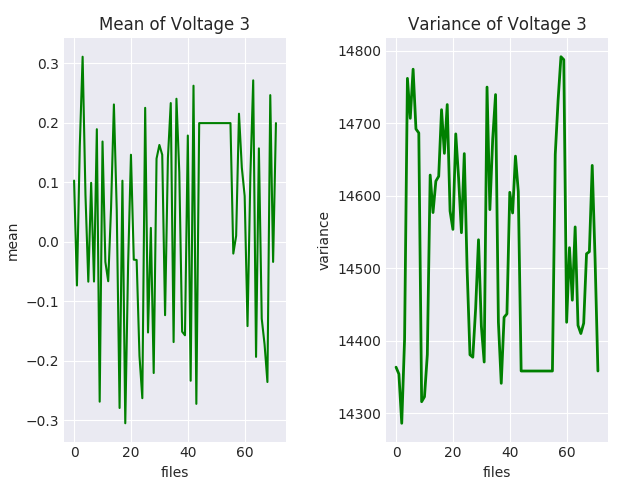 Mean of Voltage 3
mean
0.3
0.2
0.1
0.0
−0.1
−0.2
−0.3
0 20 40 60
files
Variance of Voltage 3
variance
14800
14700
14600
14500
14400
14300
0 20 40 60
files